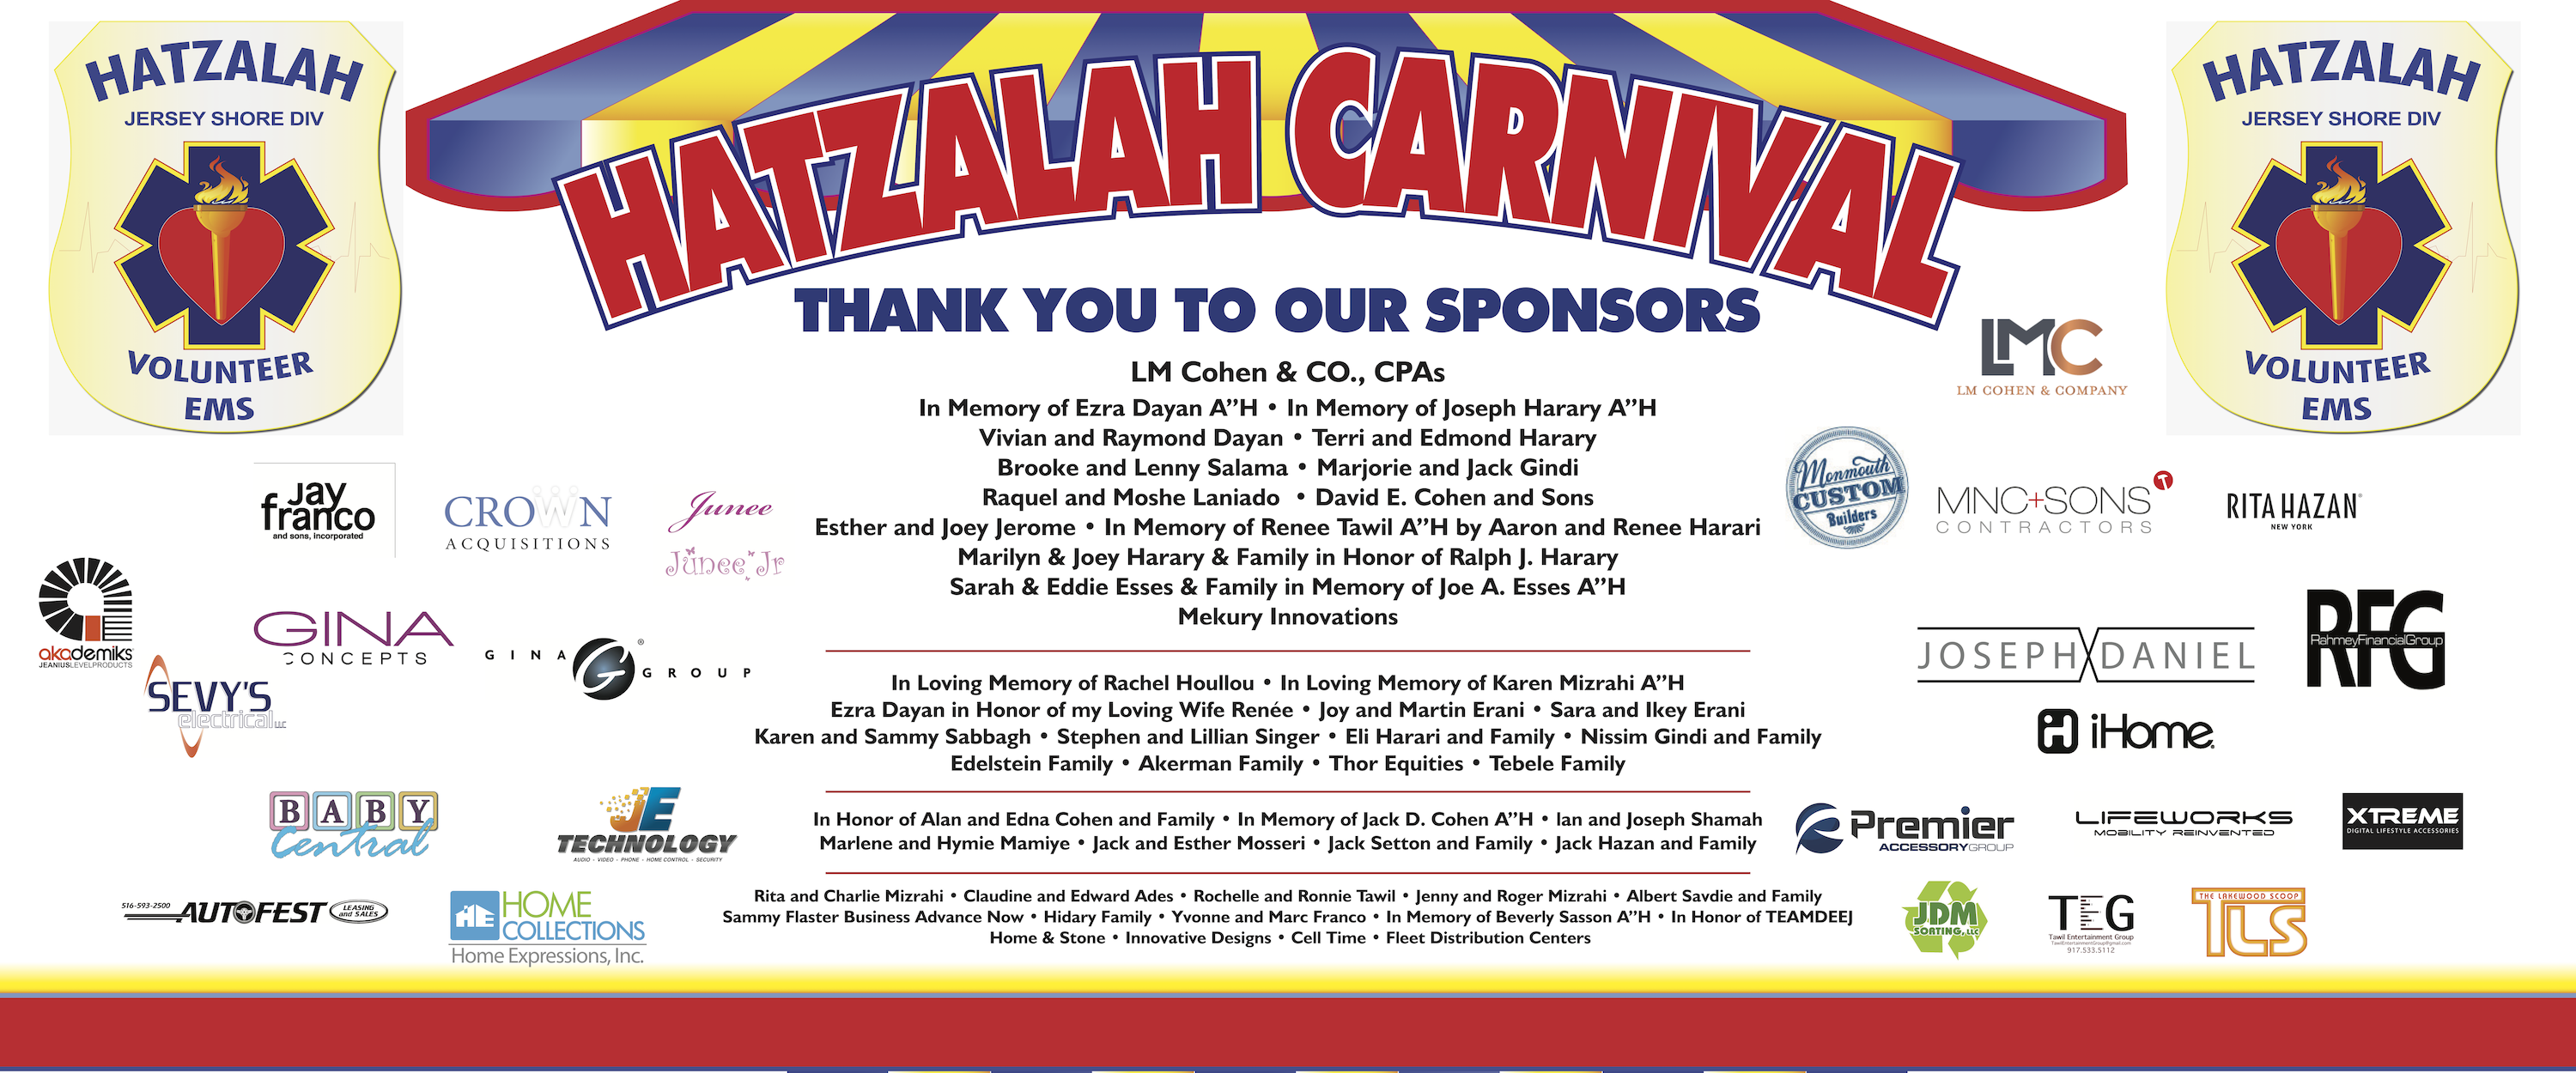 HATZALAH
JERSEY SHORE DIV
VOLUNTEER
EMS
HATZALAH CARNIVAL
HATZALAH
JERSEY SHORE DIV
VOLUNTEER
EMS
THANK YOU TO OUR SPONSORS
LM Cohen & CO., CPAs
In Memory of Ezra Dayan A”H • In Memory of Joseph Harary A”H
Vivian and Raymond Dayan • Terri and Edmond Harary
Brooke and Lenny Salama • Marjorie and Jack Gindi
Raquel and Moshe Laniado • David E. Cohen and Sons
Esther and Joey Jerome • In Memory of Renee Tawil A”H by Aaron and Renee Harari
Marilyn & Joey Harary & Family in Honor of Ralph J. Harary
Sarah & Eddie Esses & Family in Memory of Joe A. Esses A”H
Mekury Innovations
In Loving Memory of Rachel Houllou • In Loving Memory of Karen Mizrahi A”H
Ezra Dayan in Honor of my Loving Wife Renée • Joy and Martin Erani • Sara and Ikey Erani
Karen and Sammy Sabbagh • Stephen and Lillian Singer • Eli Harari and Family • Nissim Gindi and Family
Edelstein Family • Akerman Family • Thor Equities • Tebele Family
In Honor of Alan and Edna Cohen and Family • In Memory of Jack D. Cohen A”H • Ian and Joseph Shamah
Marlene and Hymie Mamiye • Jack and Esther Mosseri • Jack Setton and Family • Jack Hazan and Family
Rita and Charlie Mizrahi • Claudine and Edward Ades • Rochelle and Ronnie Tawil • Jenny and Roger Mizrahi • Albert Savdie and Family
Sammy Flaster Business Advance Now • Hidary Family • Yvonne and Marc Franco • In Memory of Beverly Sasson A”H • In Honor of TEAMDEEJ
Home & Stone • Innovative Designs • Cell Time • Fleet Distribution Centers
jay
franco
and sons, incorporated
CROWN
ACQUISITIONS
Junee
Junee Jr
akademiks
JEANIUSLEVELPRODUCTS
GINA
CONCEPTS
GINA G GROUP
SEVY'S
electrical LLC
BABY
Central
JE
TECHNOLOGY
AUDIO - VIDEO - PHONE - HOME CONTROL - SECURITY
516-593-2500 AUTOFEST LEASING and SALES
HE HOME
COLLECTIONS
Home Expressions, Inc.
LMC
LM COHEN & COMPANY
Monmouth
CUSTOM
Builders
MNC+SONS
CONTRACTORS
RITA HAZAN
NEW YORK
JOSEPH X DANIEL
RFG
RahmeyFinancialGroup
iHome
Premier
ACCESSORYGROUP
LIFEWORKS
MOBILITY REINVENTED
XTREME
DIGITAL LIFESTYLE ACCESSORIES
JDM
SORTING, LLC
TEG
Tawil Entertainment Group
TawilEntertainmentGroup@gmail.com
917.533.5112
THE LAKEWOOD SCOOP
TLS